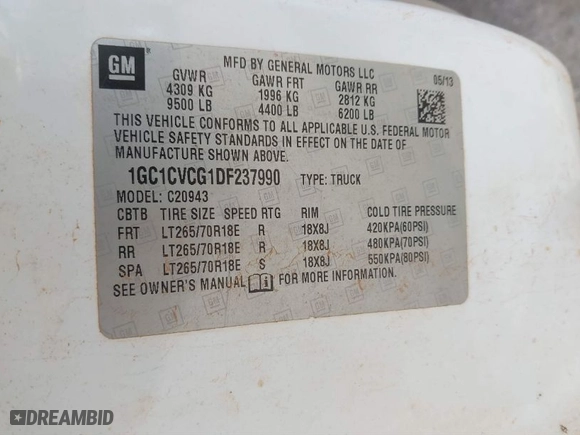 GM
MFD BY GENERAL MOTORS LLC
05/13
GVWR GAWR FRT GAWR RR
4309 KG 1996 KG 2812 KG
9500 LB 4400 LB 6200 LB
THIS VEHICLE CONFORMS TO ALL APPLICABLE U.S. FEDERAL MOTOR
VEHICLE SAFETY STANDARDS IN EFFECT ON THE DATE OF
MANUFACTURE SHOWN ABOVE.
1GC1CVCG1DF237990 TYPE: TRUCK
MODEL: C20943
CBTB TIRE SIZE SPEED RTG RIM COLD TIRE PRESSURE
FRT LT265/70R18E R 18X8J 420KPA(60PSI)
RR LT265/70R18E R 18X8J 480KPA(70PSI)
SPA LT265/70R18E S 18X8J 550KPA(80PSI)
SEE OWNER'S MANUAL FOR MORE INFORMATION.
DREAMBID